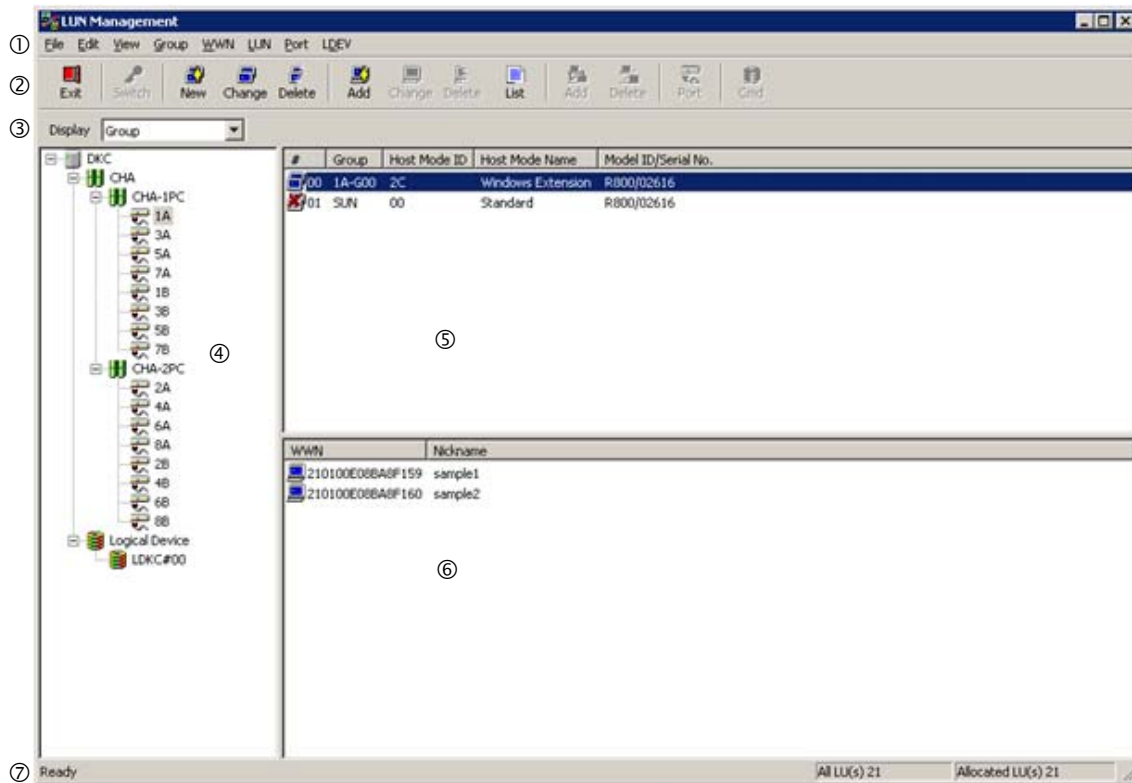 LUN Management
① File Edit View Group WWN LUN Port LDEV
② Exit Switch New Change Delete Add Change Delete List Add Delete Port Cmd
③ Display Group
DKC
CHA
CHA-1PC
1A
3A
5A
7A
1B
3B
5B
7B
④
CHA-2PC
2A
4A
6A
8A
2B
4B
6B
8B
Logical Device
LDKC#00
# Group Host Mode ID Host Mode Name Model ID/Serial No.
00 1A-G00 2C Windows Extension R800/02616
01 SUN 00 Standard R800/02616
⑤
WWN Nickname
210100E08BA8F159 sample1
210100E08BA8F160 sample2
⑥
⑦ Ready All LU(s) 21 Allocated LU(s) 21